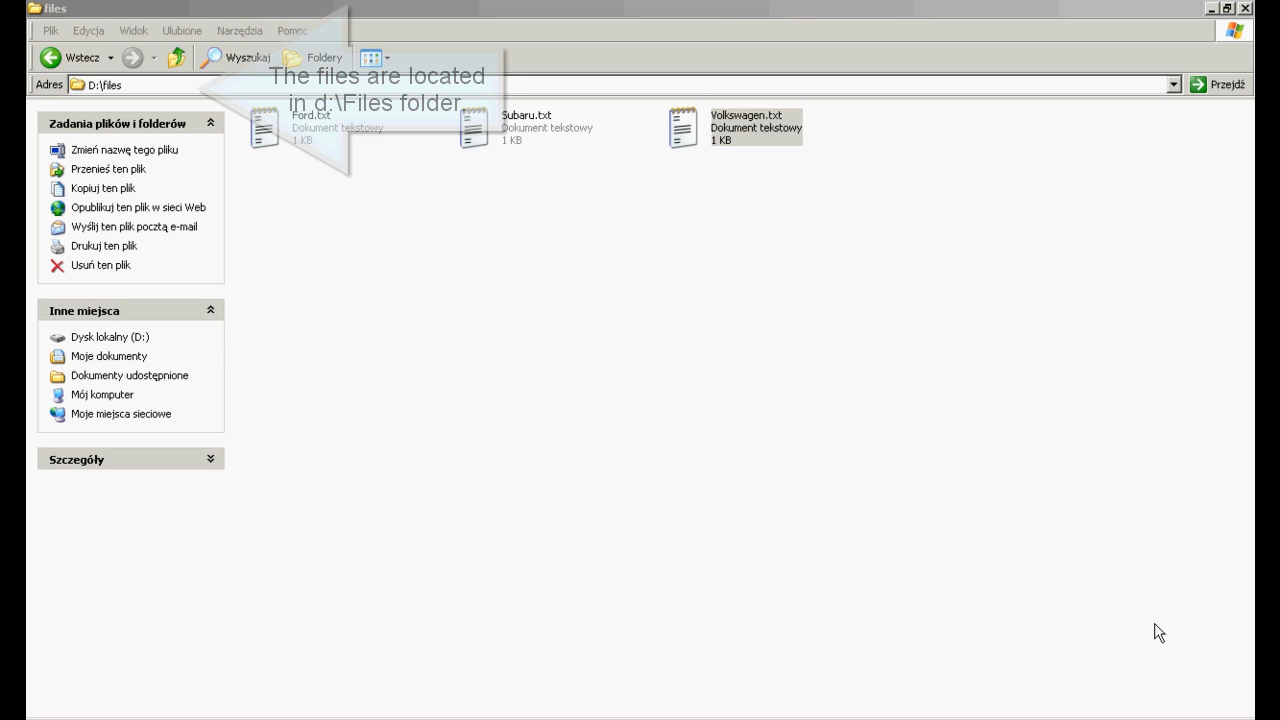 files
Plik Edycja Widok Ulubione Narzędzia Pomoc
Wstecz Wyszukaj Foldery
Adres D:\files Przejdź
The files are located
in d:\Files folder.
Ford.txt
Dokument tekstowy
1 KB
Subaru.txt
Dokument tekstowy
1 KB
Volkswagen.txt
Dokument tekstowy
1 KB
Zadania plików i folderów
Zmień nazwę tego pliku
Przenieś ten plik
Kopiuj ten plik
Opublikuj ten plik w sieci Web
Wyślij ten plik pocztą e-mail
Drukuj ten plik
Usuń ten plik
Inne miejsca
Dysk lokalny (D:)
Moje dokumenty
Dokumenty udostępnione
Mój komputer
Moje miejsca sieciowe
Szczegóły